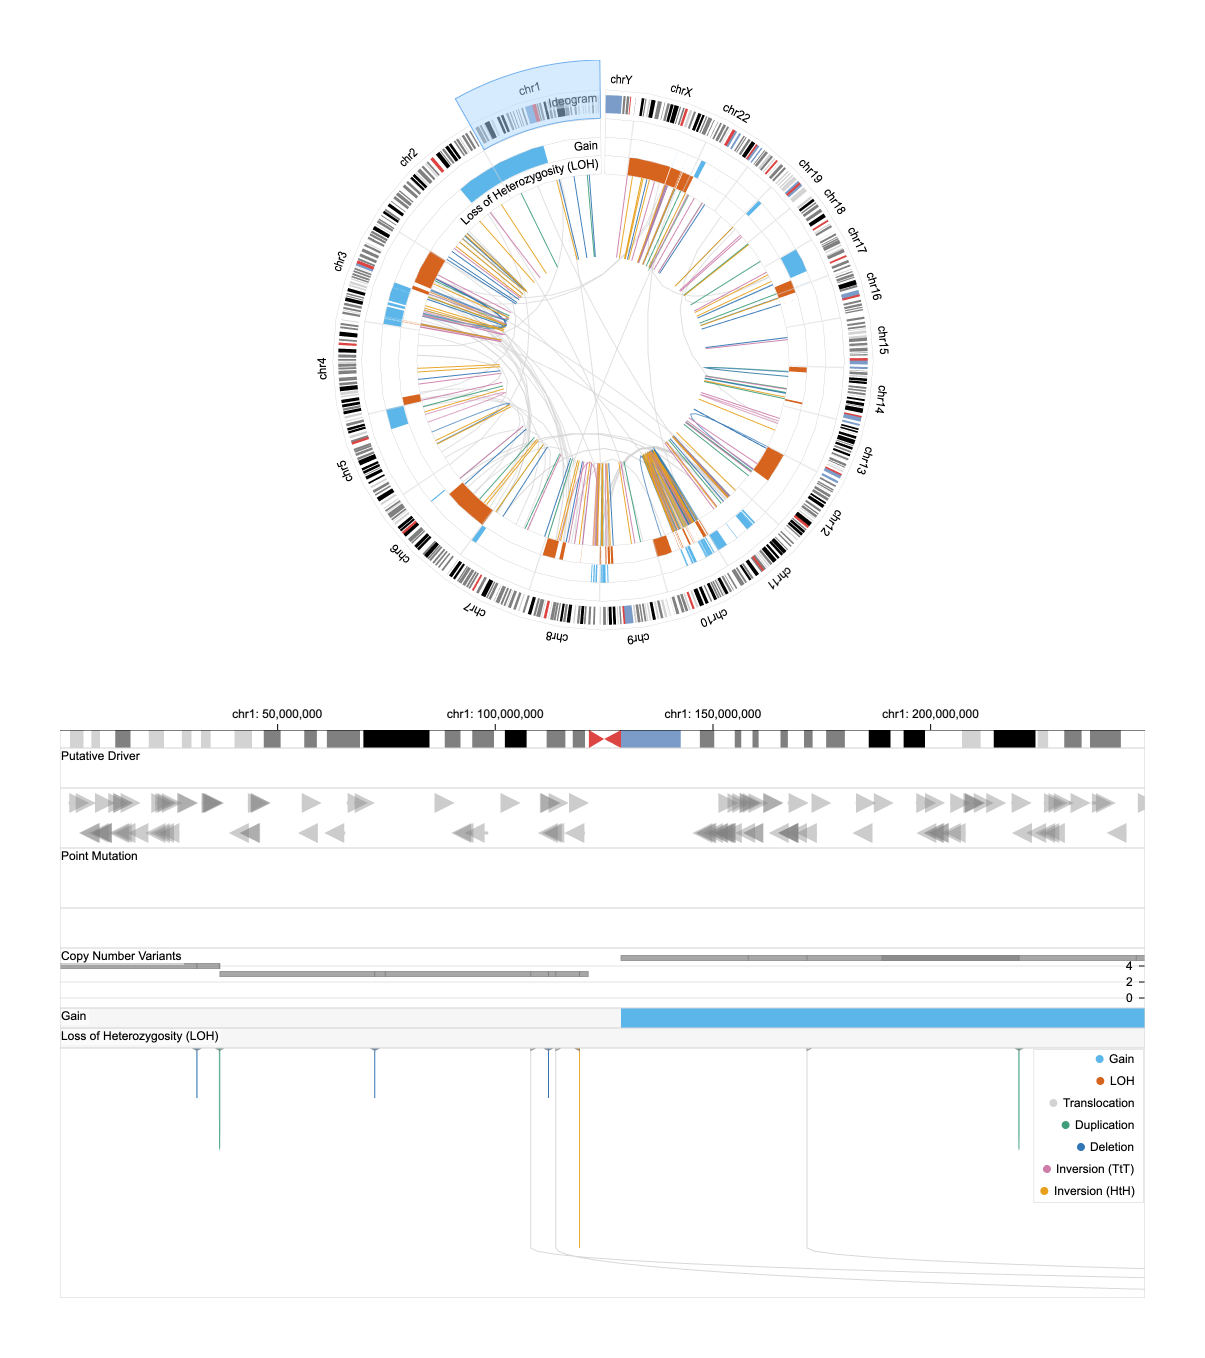 chrY
chrX
chr22
chr19
chr18
chr17
chr16
chr15
chr14
chr13
chr12
chr11
chr10
chr9
chr8
chr7
chr6
chr5
chr4
chr3
chr2
chr1
Ideogram
Gain
Loss of Heterozygosity (LOH)
chr1: 50,000,000
chr1: 100,000,000
chr1: 150,000,000
chr1: 200,000,000
Putative Driver
Point Mutation
Copy Number Variants
4
2
0
Gain
Loss of Heterozygosity (LOH)
Gain
LOH
Translocation
Duplication
Deletion
Inversion (TtT)
Inversion (HtH)